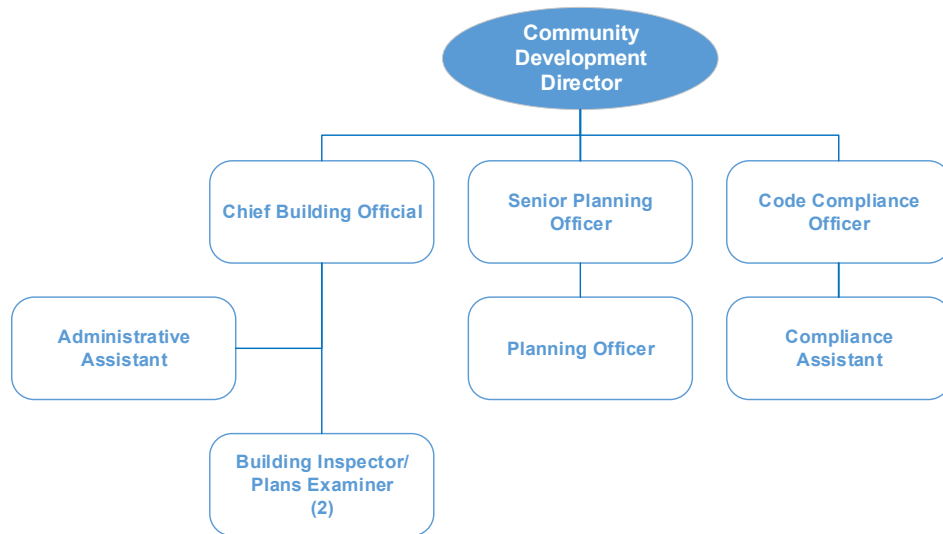 Community
Development
Director
Chief Building Official
Senior Planning
Officer
Code Compliance
Officer
Administrative
Assistant
Planning Officer
Compliance
Assistant
Building Inspector/
Plans Examiner
(2)